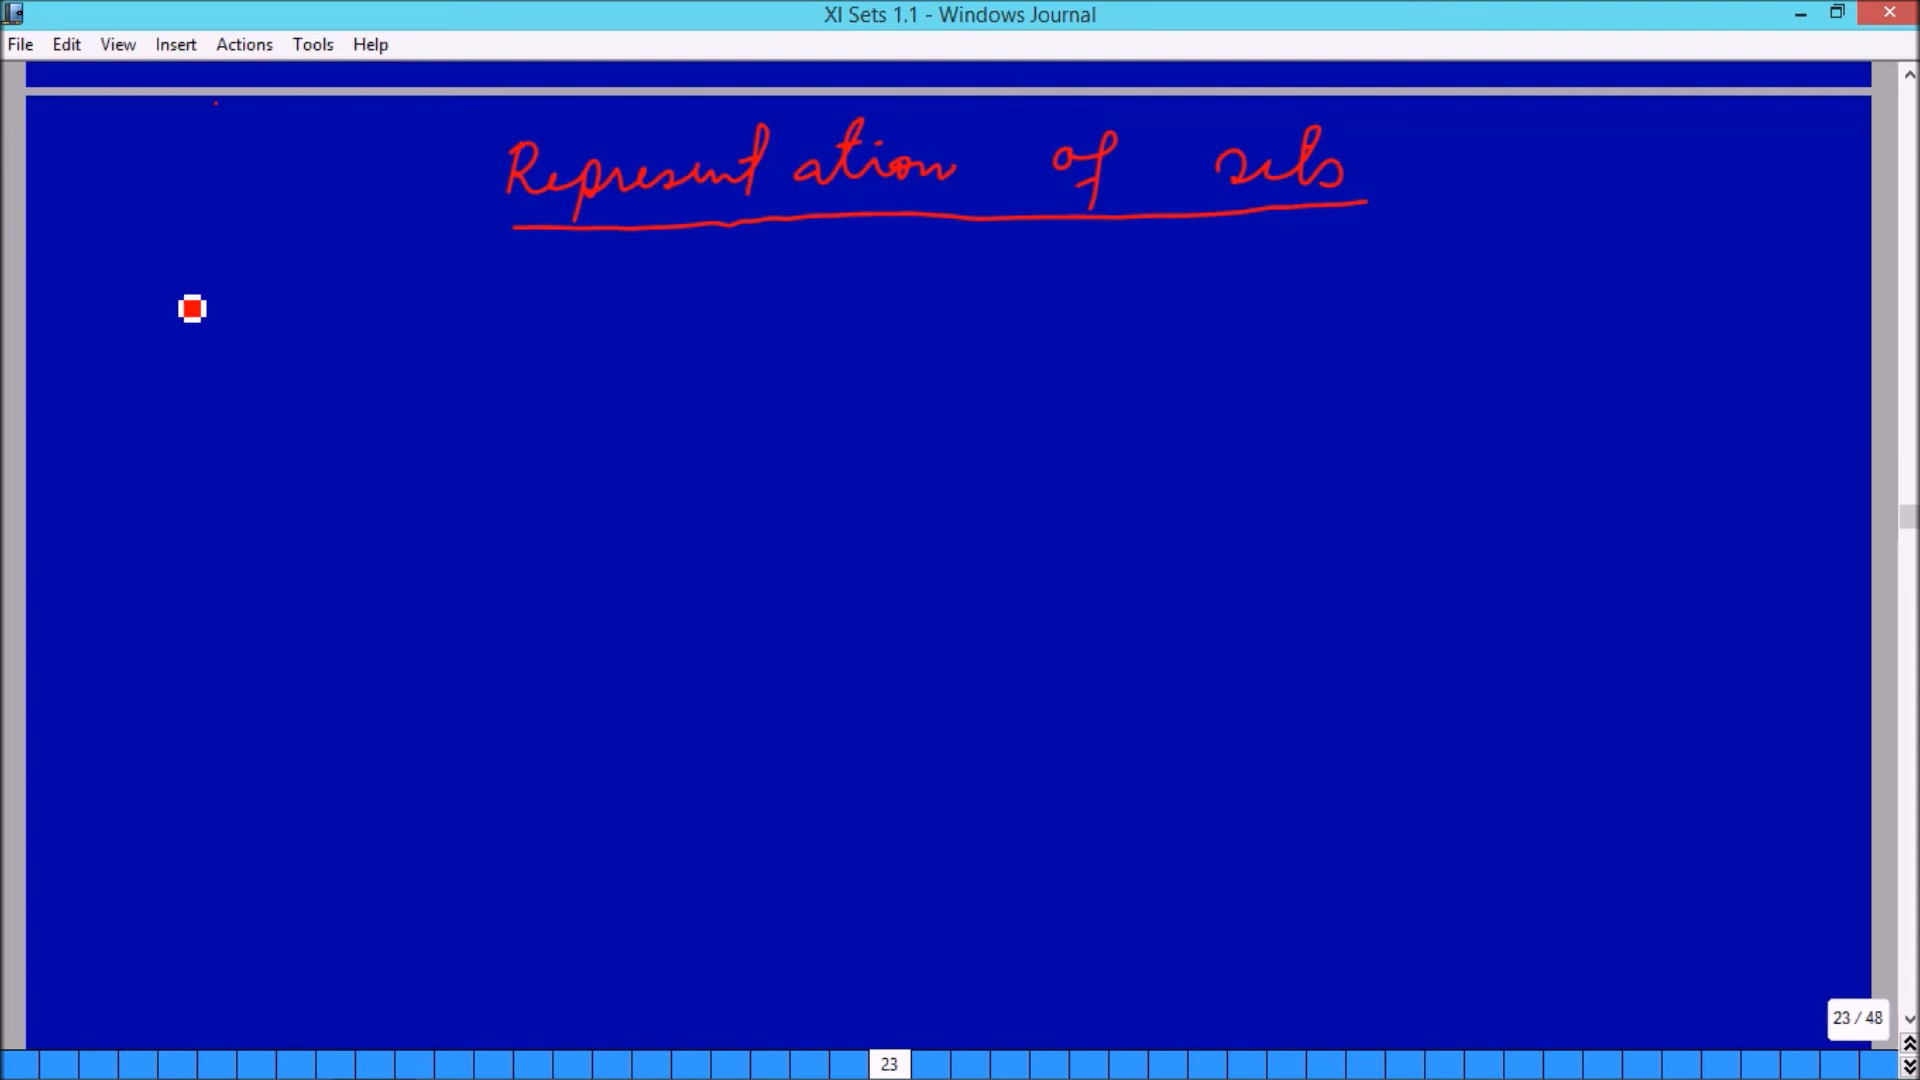 XI Sets 1.1 - Windows Journal
File Edit View Insert Actions Tools Help
Representation of sets
23 / 48
23